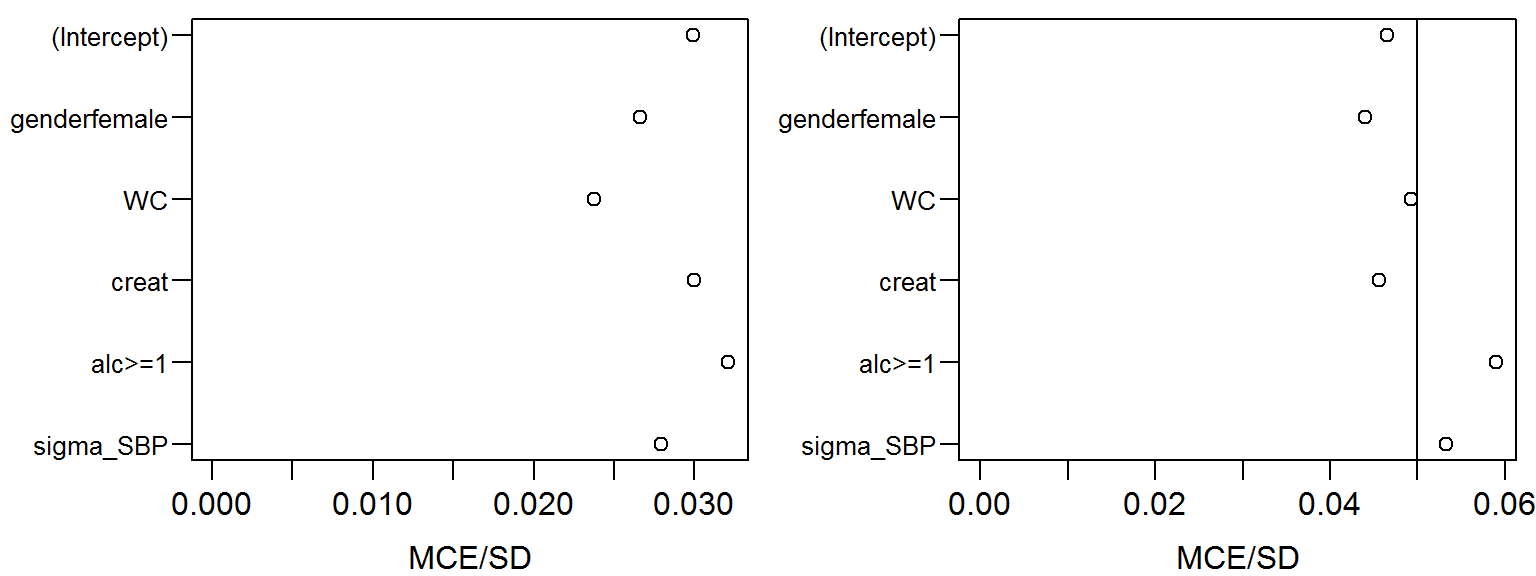 (Intercept)
genderfemale
WC
creat
alc>=1
sigma_SBP
0.000 0.010 0.020 0.030
MCE/SD
(Intercept)
genderfemale
WC
creat
alc>=1
sigma_SBP
0.00 0.02 0.04 0.06
MCE/SD